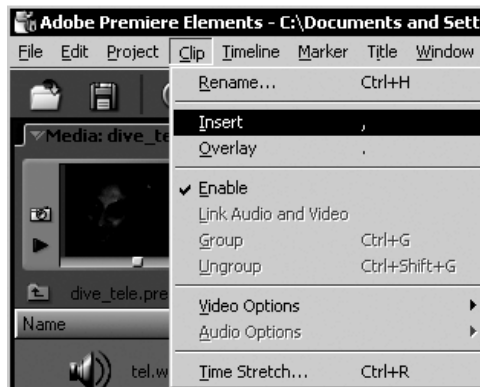 Adobe Premiere Elements - C:\Documents and Sett
File Edit Project Clip Timeline Marker Title Window
Rename... Ctrl+H
Media: dive_te
Insert ,
Overlay .
Enable
Link Audio and Video
Group Ctrl+G
Ungroup Ctrl+Shift+G
dive_tele.pre
Video Options
Name
Audio Options
tel.w
Time Stretch... Ctrl+R